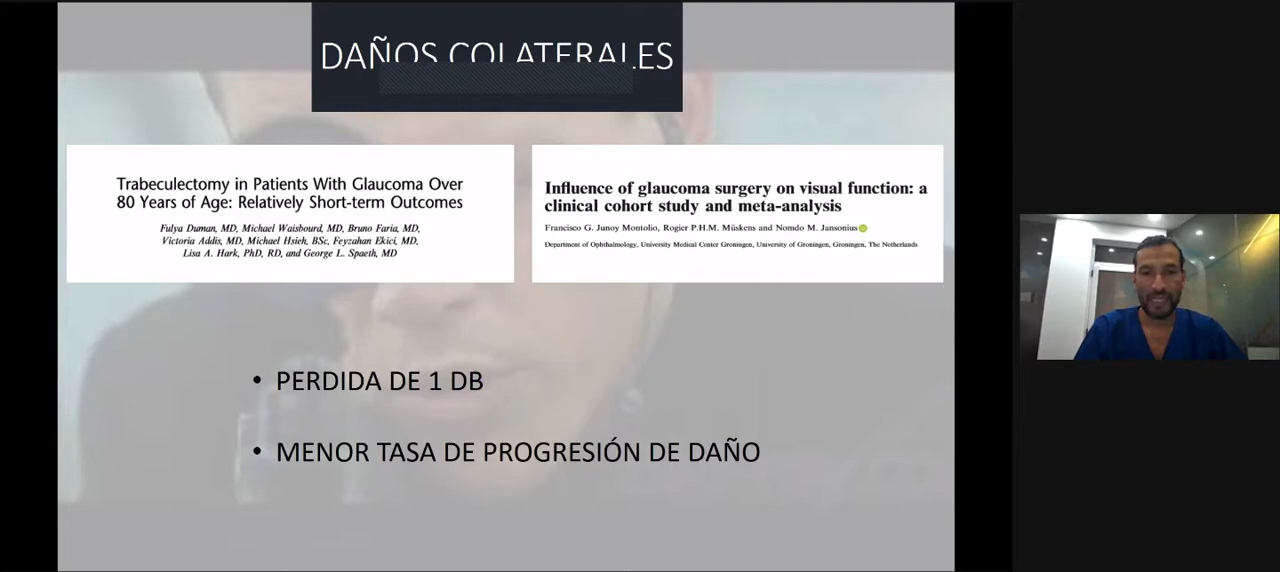 DAÑOS COLATERALES
Trabeculectomy in Patients With Glaucoma Over
80 Years of Age: Relatively Short-term Outcomes
Fulya Duman, MD, Michael Waisbourd, MD, Bruno Faria, MD,
Victoria Addis, MD, Michael Hsieh, BSc, Feyzahan Ekici, MD,
Lisa A. Hark, PhD, RD, and George L. Spaeth, MD
Influence of glaucoma surgery on visual function: a
clinical cohort study and meta-analysis
Francisco G. Junoy Montolio, Rogier P.H.M. Müskens and Nomdo M. Jansonius
Department of Ophthalmology, University Medical Center Groningen, University of Groningen, Groningen, The Netherlands
• PERDIDA DE 1 DB
• MENOR TASA DE PROGRESIÓN DE DAÑO